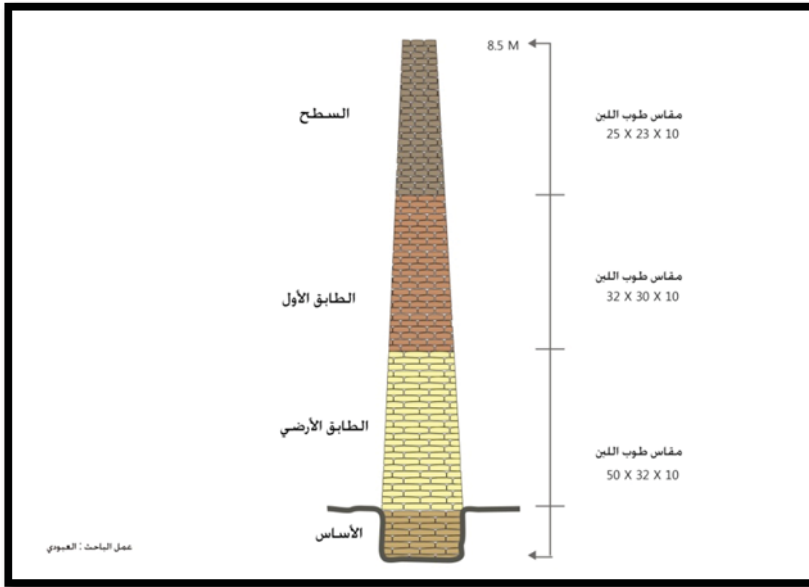 8.5 M
السطح
مقاس طوب اللبن
25 X 23 X 10
الطابق الأول
مقاس طوب اللبن
32 X 30 X 10
الطابق الأرضي
مقاس طوب اللبن
50 X 32 X 10
الأساس
عمل الباحث : العبودي